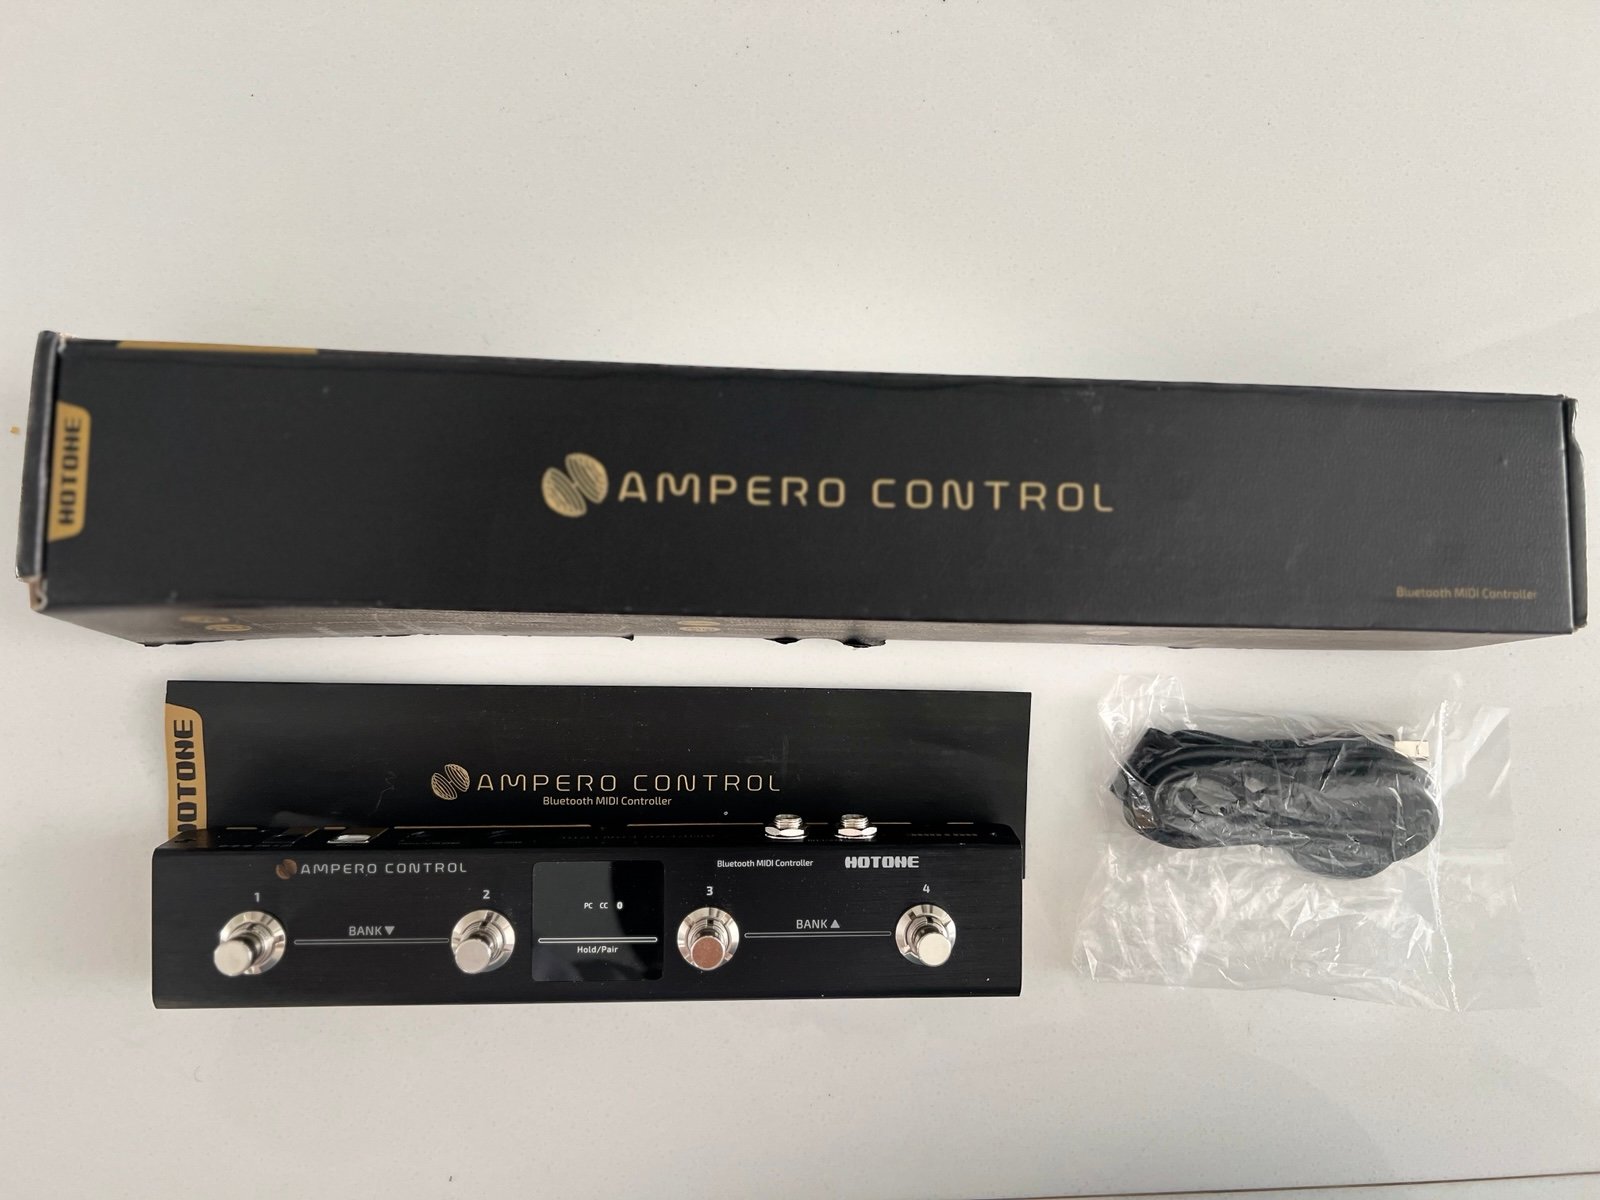 HOTONE
AMPERO CONTROL
Bluetooth MIDI Controller
HOTONE
AMPERO CONTROL
Bluetooth MIDI Controller
AMPERO CONTROL
Bluetooth MIDI Controller
HOTONE
1
2
3
4
BANK▼
PC CC
BANK▲
Hold/Pair